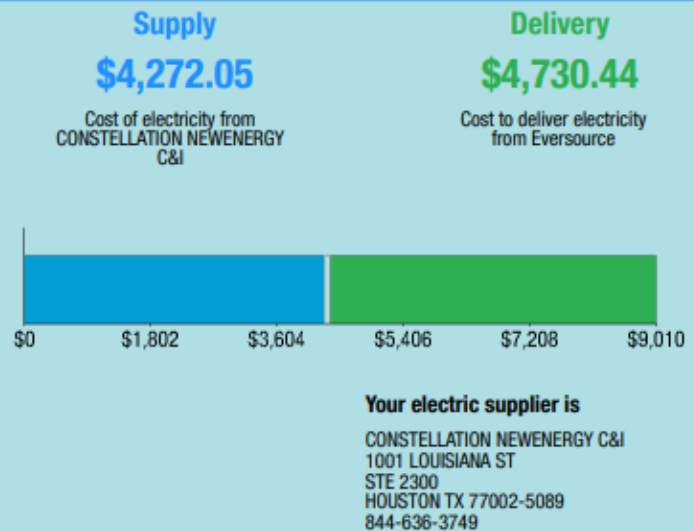 Supply
$4,272.05
Cost of electricity from
CONSTELLATION NEWENERGY
C&I
Delivery
$4,730.44
Cost to deliver electricity
from Eversource
$0 $1,802 $3,604 $5,406 $7,208 $9,010
Your electric supplier is
CONSTELLATION NEWENERGY C&I
1001 LOUISIANA ST
STE 2300
HOUSTON TX 77002-5089
844-636-3749